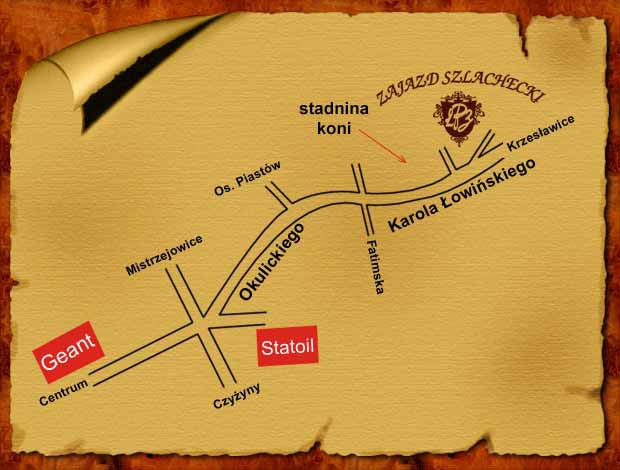 ZAJAZD SZLACHECKI
stadnina
koni
Krzesławice
Os. Piastów
Karola Łowińskiego
Okulickiego
Mistrzejowice
Fatimska
Geant
Statoil
Centrum
Czyżyny